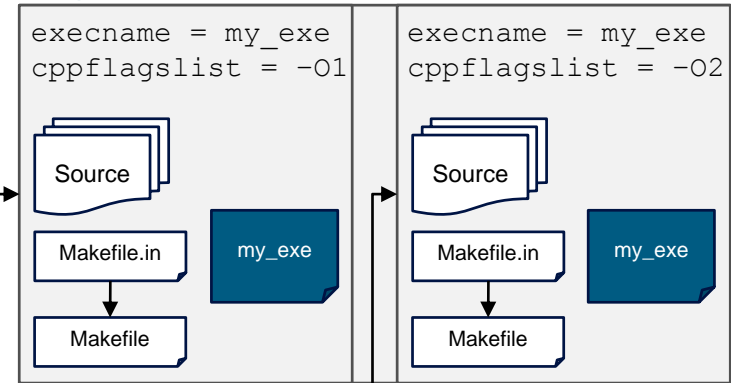 execname = my_exe
cppflagslist = -O1
Source
Makefile.in
my_exe
Makefile
execname = my_exe
cppflagslist = -O2
Source
Makefile.in
my_exe
Makefile